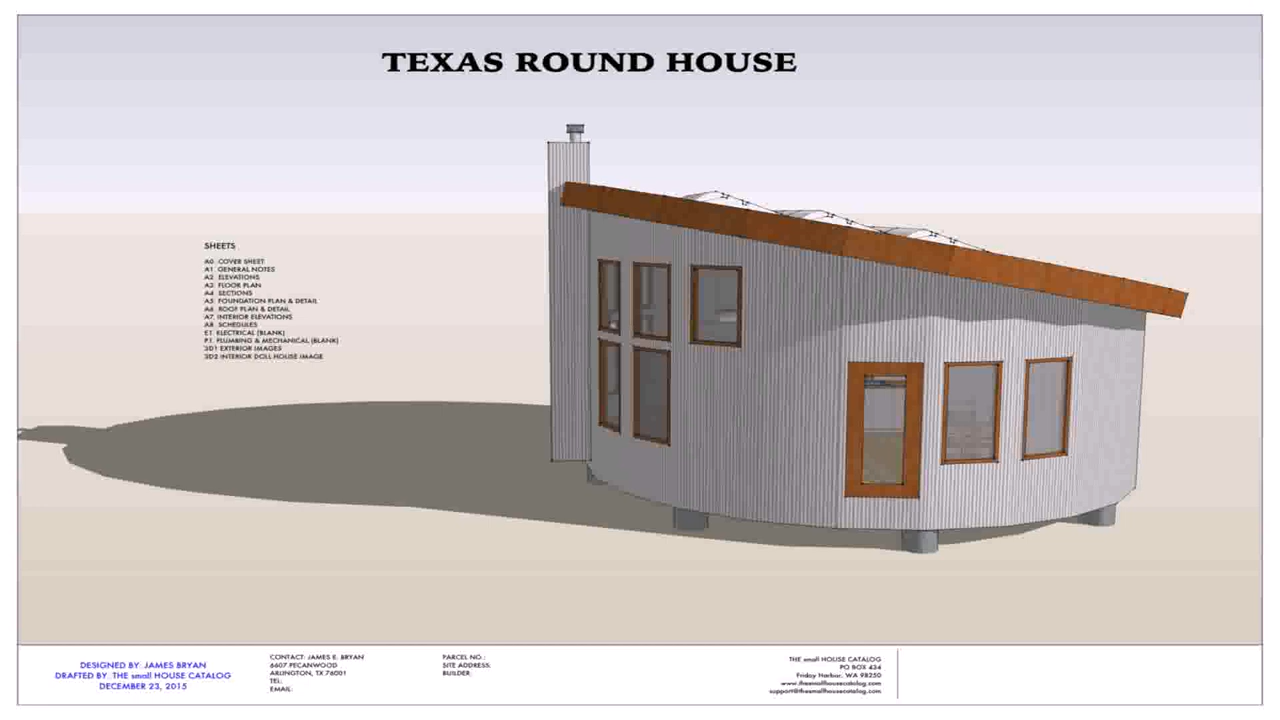 TEXAS ROUND HOUSE
SHEETS
A0 COVER SHEET
A1 GENERAL NOTES
A2 ELEVATIONS
A3 FLOOR PLAN
A4 SECTIONS
A5 FOUNDATION PLAN & DETAIL
A6 ROOF PLAN & DETAIL
A7 INTERIOR ELEVATIONS
A8 SCHEDULES
E1 ELECTRICAL (BLANK)
P1 PLUMBING & MECHANICAL (BLANK)
3D1 EXTERIOR IMAGES
3D2 INTERIOR DOLL HOUSE IMAGE
DESIGNED BY: JAMES BRYAN
DRAFTED BY: THE small HOUSE CATALOG
DECEMBER 23, 2015
CONTACT: JAMES E. BRYAN
6607 PECANWOOD
ARLINGTON, TX 76001
TEL:
EMAIL:
PARCEL NO.:
SITE ADDRESS:
BUILDER:
THE small HOUSE CATALOG
PO BOX 434
Friday Harbor, WA 98250
www.thesmallhousecatalog.com
support@thesmallhousecatalog.com